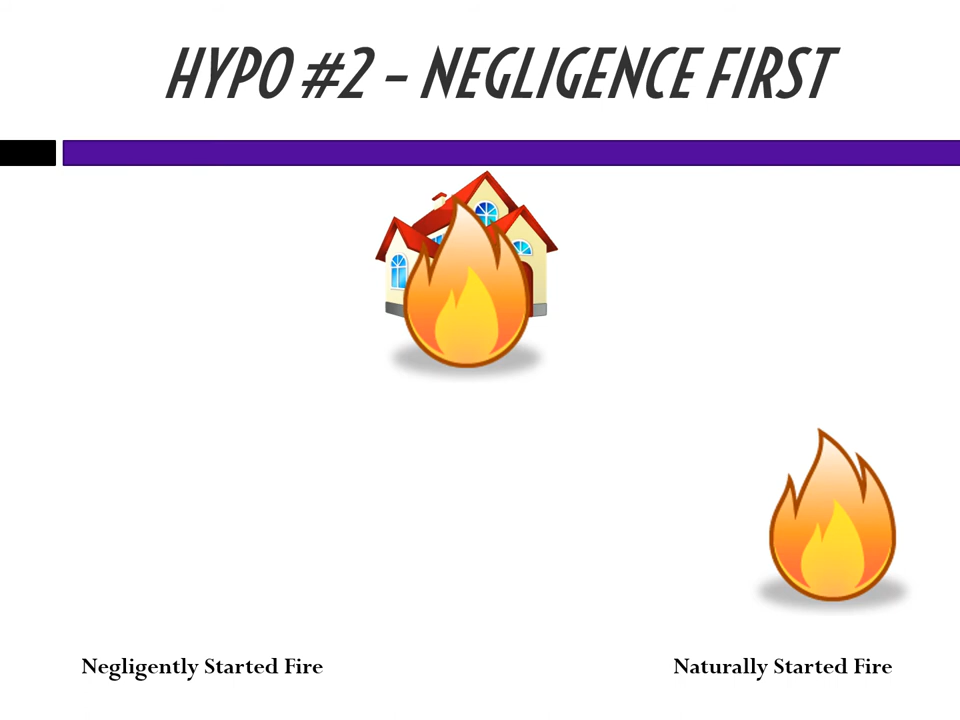 HYPO #2 – NEGLIGENCE FIRST
Negligently Started Fire
Naturally Started Fire